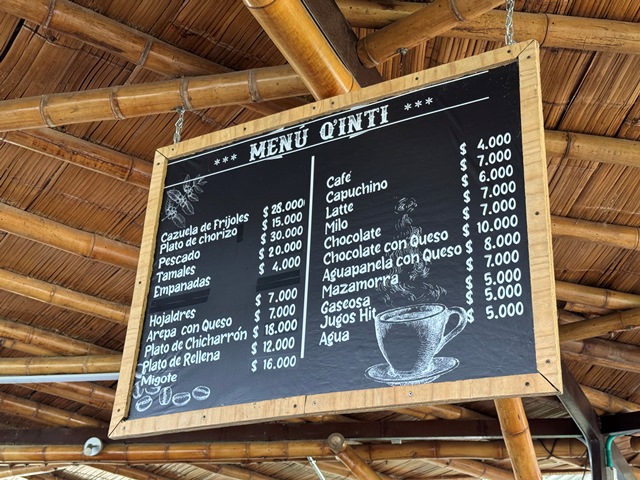 *** MENÚ Q'INTI ***
Cazuela de Frijoles $ 28.000
Plato de chorizo $ 15.000
Pescado $ 30.000
Tamales $ 20.000
Empanadas $ 4.000
Hojaldres $ 7.000
Arepa con Queso $ 7.000
Plato de Chicharrón $ 18.000
Plato de Rellena $ 12.000
Migote $ 16.000
Café $ 4.000
Capuchino $ 7.000
Latte $ 6.000
Milo $ 7.000
Chocolate $ 7.000
Chocolate con Queso $ 10.000
Aguapanela con Queso $ 8.000
Mazamorra $ 7.000
Gaseosa $ 5.000
Jugos Hit $ 5.000
Agua $ 5.000